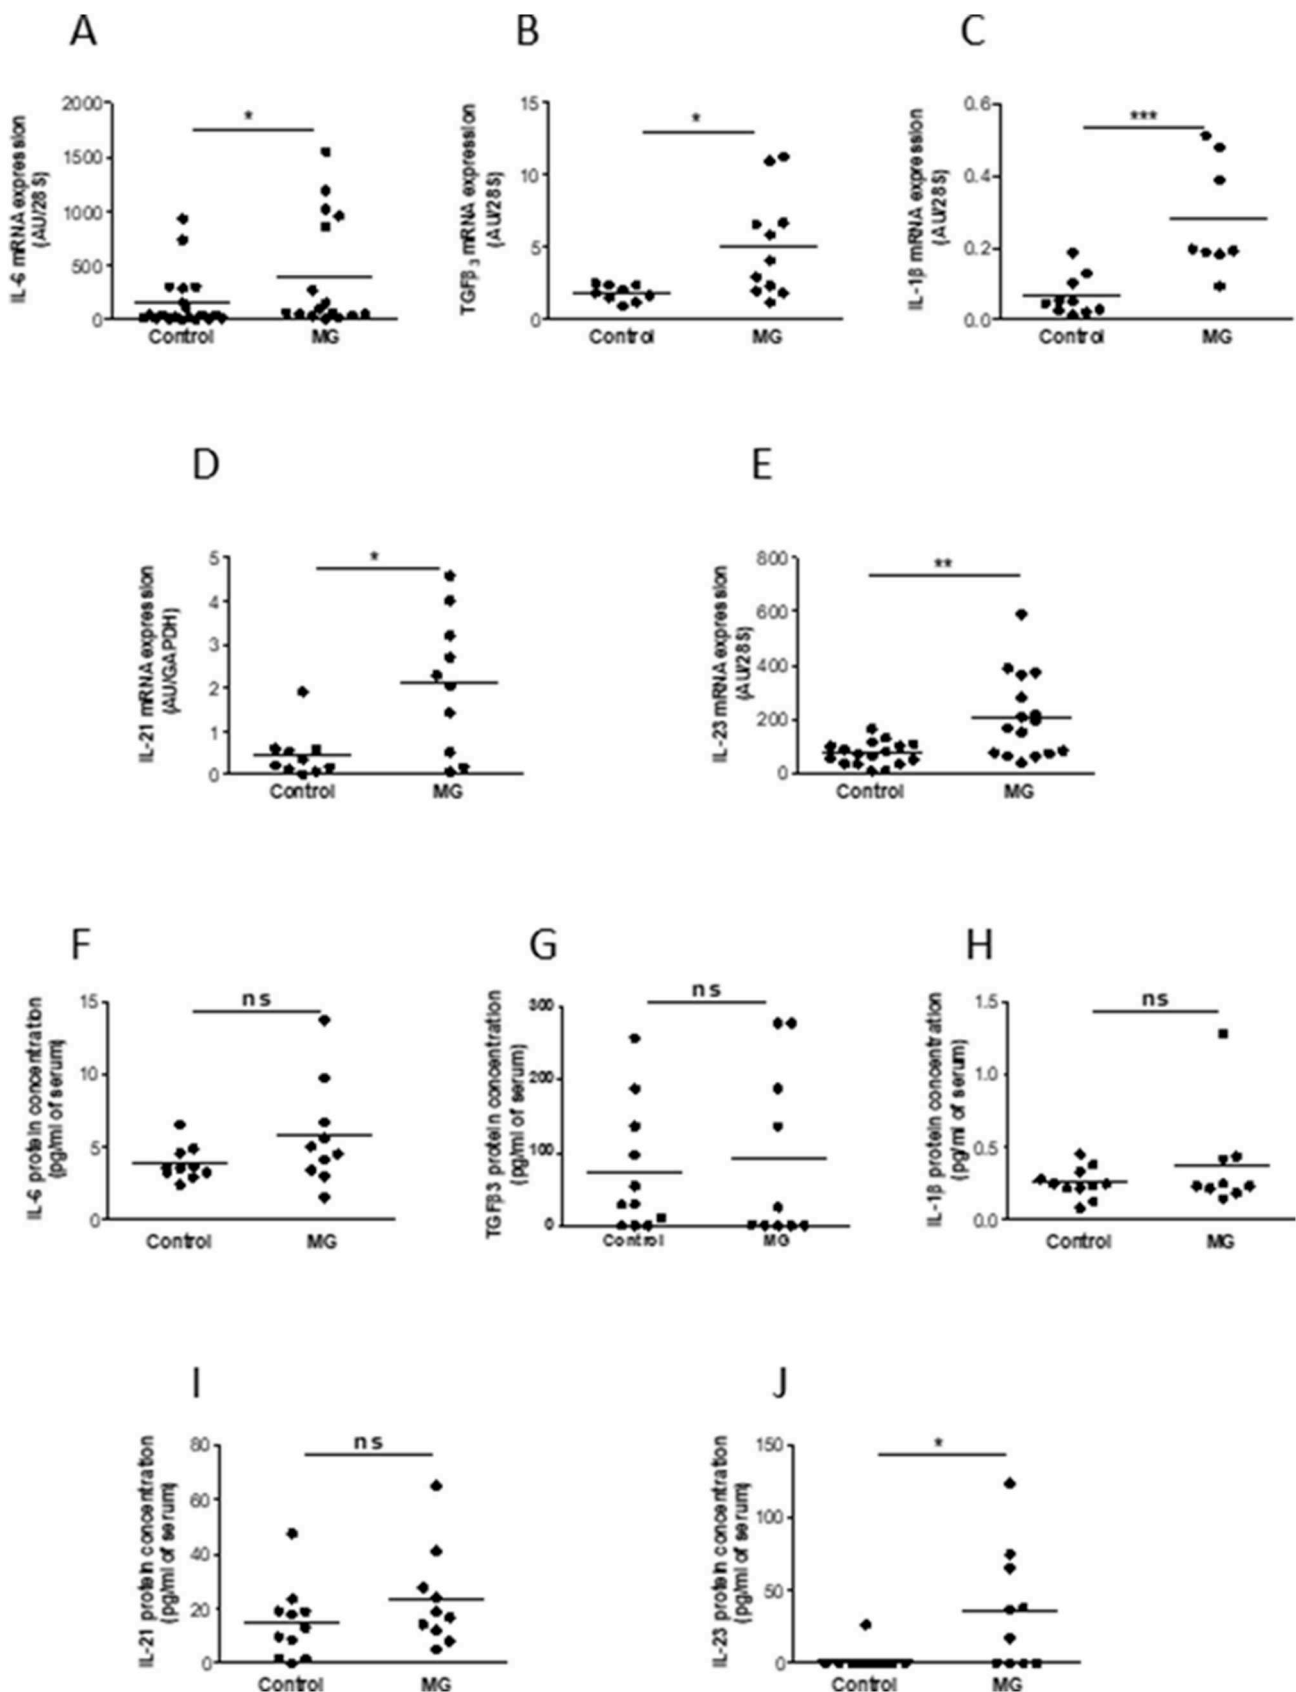 A
IL-6 mRNA expression
(AU/28S)
2000
1500
1000
500
0
*
Control
MG
B
TGFβ3 mRNA expression
(AU/28S)
15
10
5
0
*
Control
MG
C
IL-1β mRNA expression
(AU/28S)
0.6
0.4
0.2
0.0
***
Control
MG
D
IL-21 mRNA expression
(AU/GAPDH)
5
4
3
2
1
0
*
Control
MG
E
IL-23 mRNA expression
(AU/28S)
800
600
400
200
0
**
Control
MG
F
IL-6 protein concentration
(pg/ml of serum)
15
10
5
0
ns
Control
MG
G
TGFβ3 protein concentration
(pg/ml of serum)
300
200
100
0
ns
Control
MG
H
IL-1β protein concentration
(pg/ml of serum)
1.5
1.0
0.5
0.0
ns
Control
MG
I
IL-21 protein concentration
(pg/ml of serum)
80
60
40
20
0
ns
Control
MG
J
IL-23 protein concentration
(pg/ml of serum)
150
100
50
0
*
Control
MG